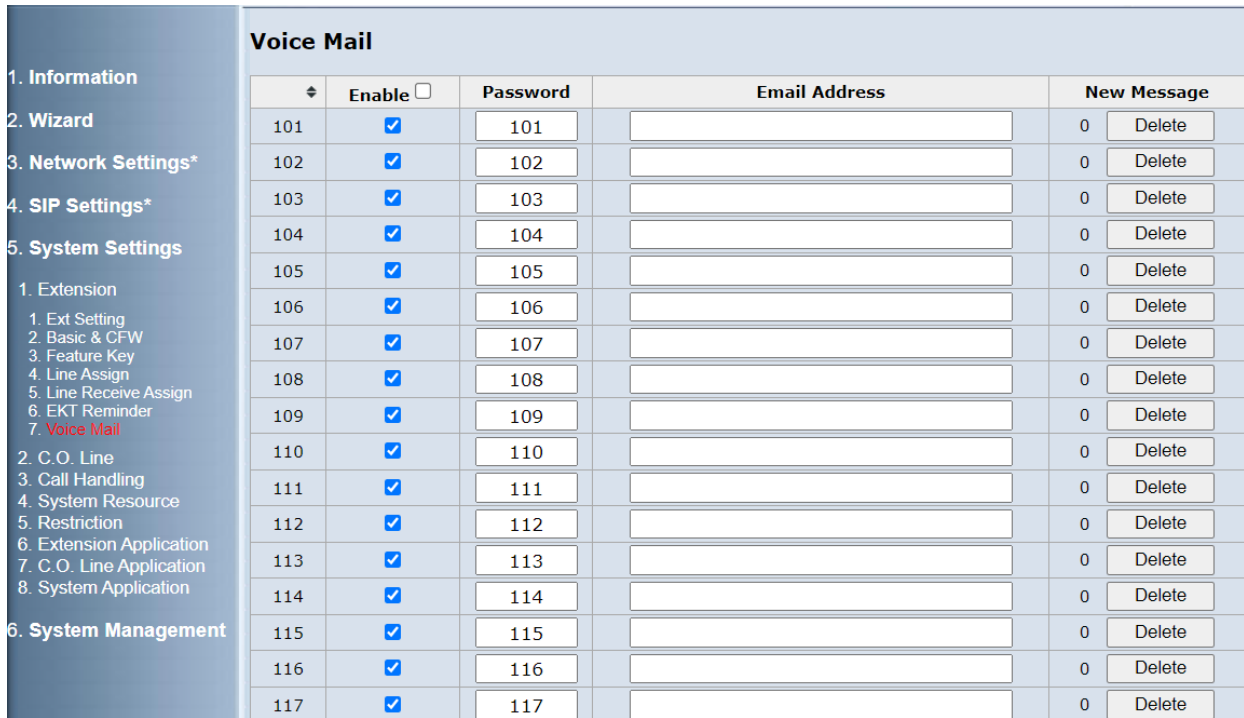 1. Information
2. Wizard
3. Network Settings*
4. SIP Settings*
5. System Settings
1. Extension
1. Ext Setting
2. Basic & CFW
3. Feature Key
4. Line Assign
5. Line Receive Assign
6. EKT Reminder
7. Voice Mail
2. C.O. Line
3. Call Handling
4. System Resource
5. Restriction
6. Extension Application
7. C.O. Line Application
8. System Application
6. System Management
Voice Mail
Enable Password Email Address New Message
101 101 0 Delete
102 102 0 Delete
103 103 0 Delete
104 104 0 Delete
105 105 0 Delete
106 106 0 Delete
107 107 0 Delete
108 108 0 Delete
109 109 0 Delete
110 110 0 Delete
111 111 0 Delete
112 112 0 Delete
113 113 0 Delete
114 114 0 Delete
115 115 0 Delete
116 116 0 Delete
117 117 0 Delete